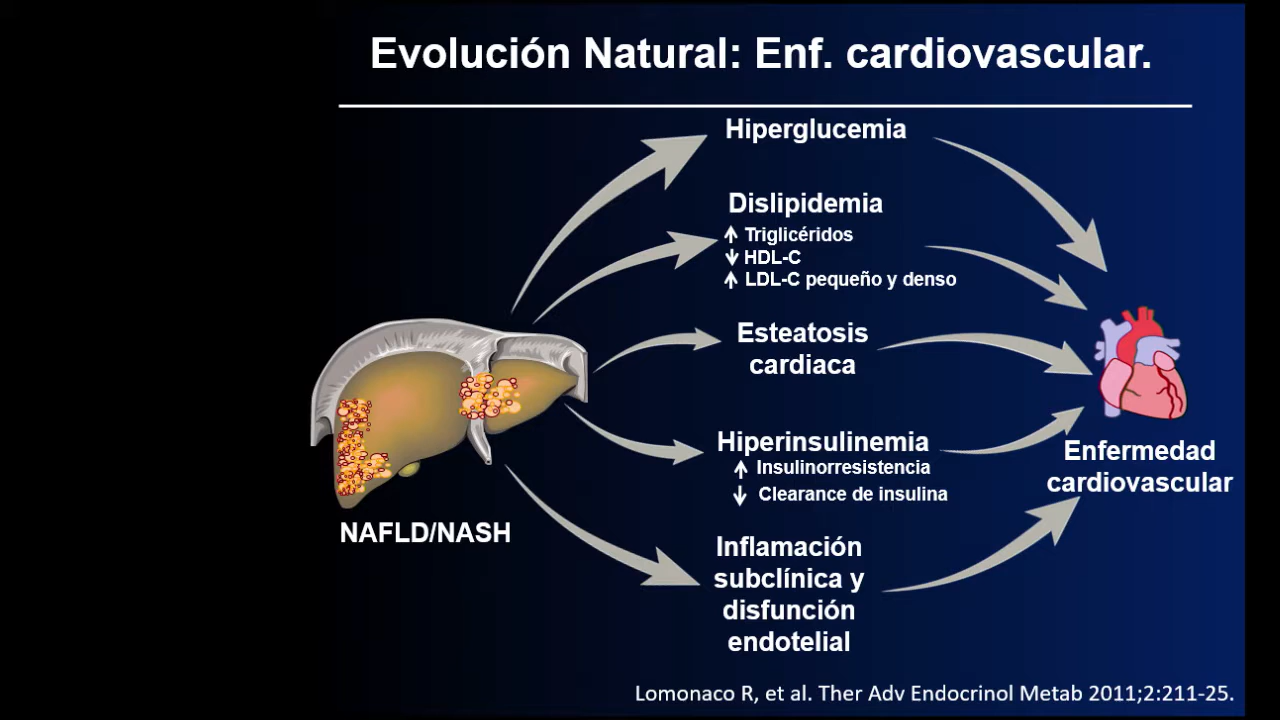 Evolución Natural: Enf. cardiovascular.
Hiperglucemia
Dislipidemia
↑ Triglicéridos
↓ HDL-C
↑ LDL-C pequeño y denso
Esteatosis
cardiaca
Hiperinsulinemia
↑ Insulinorresistencia
↓ Clearance de insulina
Inflamación
subclínica y
disfunción
endotelial
NAFLD/NASH
Enfermedad
cardiovascular
Lomonaco R, et al. Ther Adv Endocrinol Metab 2011;2:211-25.